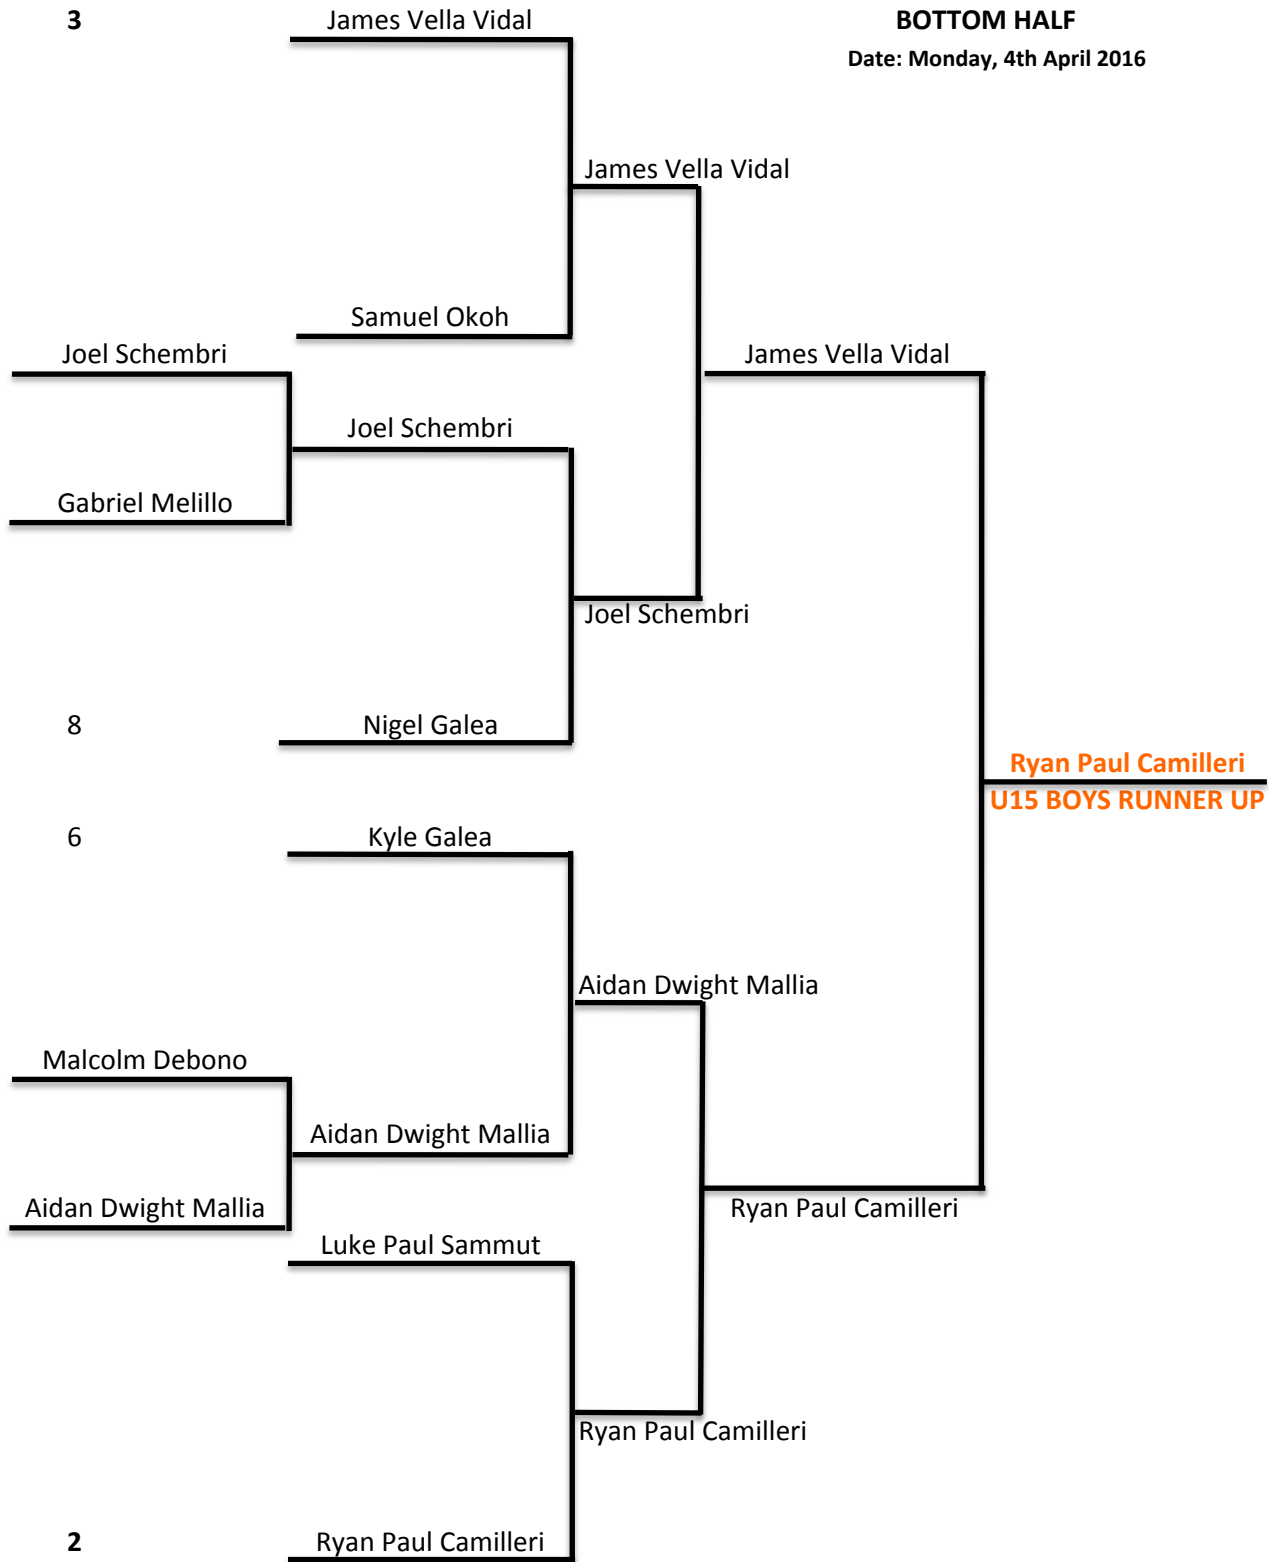 3
James Vella Vidal
BOTTOM HALF
Date: Monday, 4th April 2016
James Vella Vidal
Samuel Okoh
Joel Schembri
James Vella Vidal
Joel Schembri
Gabriel Melillo
Joel Schembri
8
Nigel Galea
Ryan Paul Camilleri
U15 BOYS RUNNER UP
6
Kyle Galea
Aidan Dwight Mallia
Malcolm Debono
Aidan Dwight Mallia
Aidan Dwight Mallia
Ryan Paul Camilleri
Luke Paul Sammut
Ryan Paul Camilleri
2
Ryan Paul Camilleri